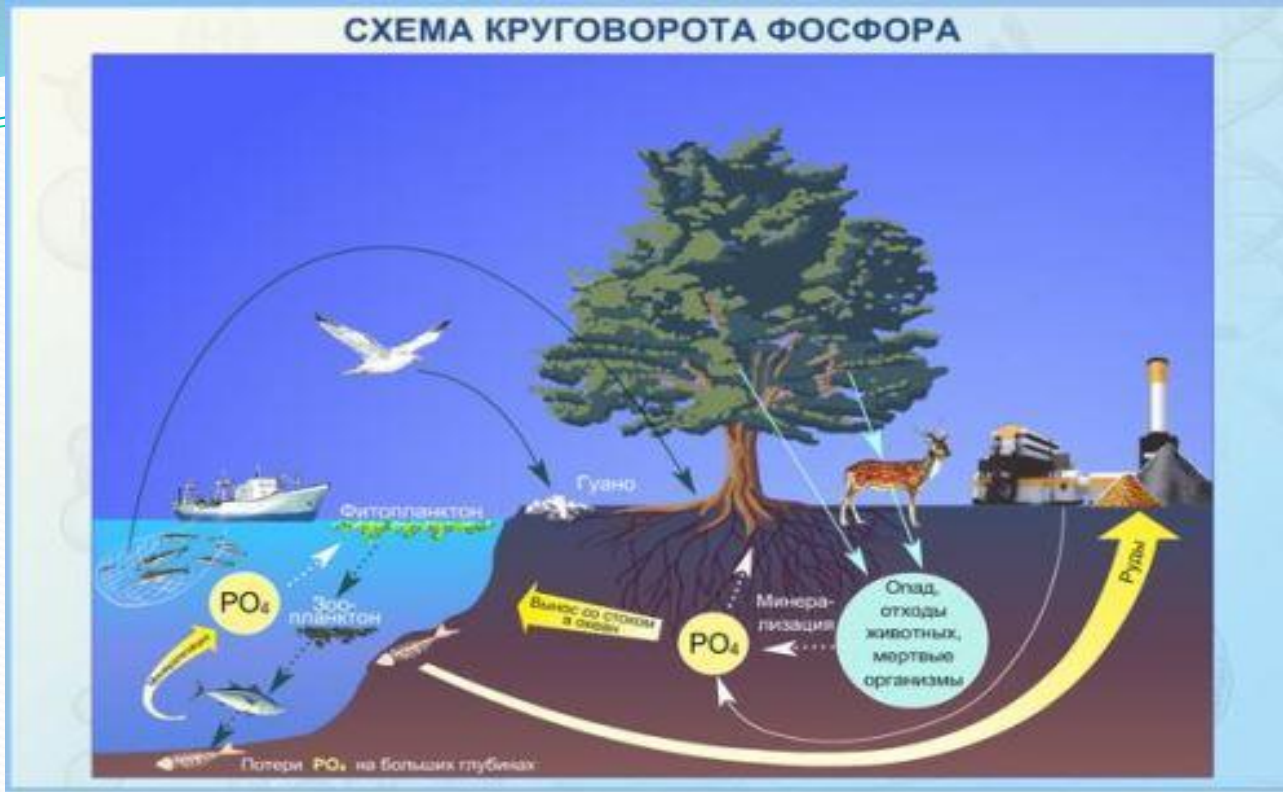 СХЕМА КРУГОВОРОТА ФОСФОРА
Гуано
Фитопланктон
PO₄
Зоо-
планктон
Вынос со стоком
в океан
PO₄
Минера-
лизация
Опад,
отходы
животных,
мертвые
организмы
Руды
Потери PO₄ на больших глубинах